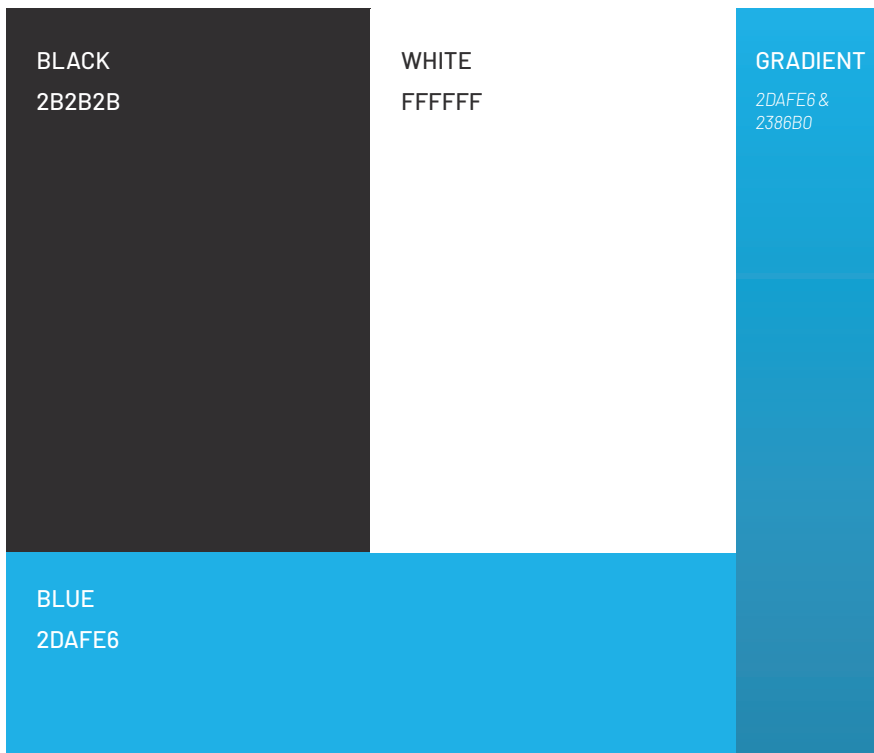 BLACK
2B2B2B
WHITE
FFFFFF
GRADIENT
2DAFE6 &
2386B0
BLUE
2DAFE6